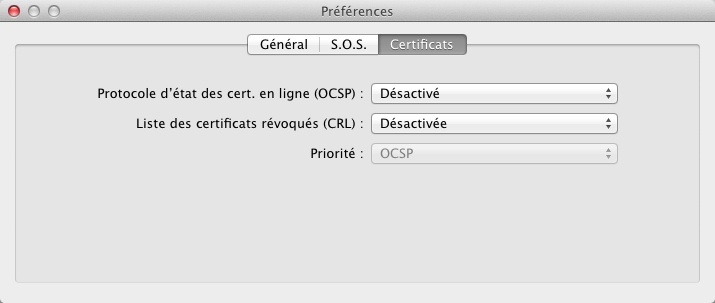 Préférences
Général S.O.S. Certificats
Protocole d'état des cert. en ligne (OCSP) : Désactivé
Liste des certificats révoqués (CRL) : Désactivée
Priorité : OCSP